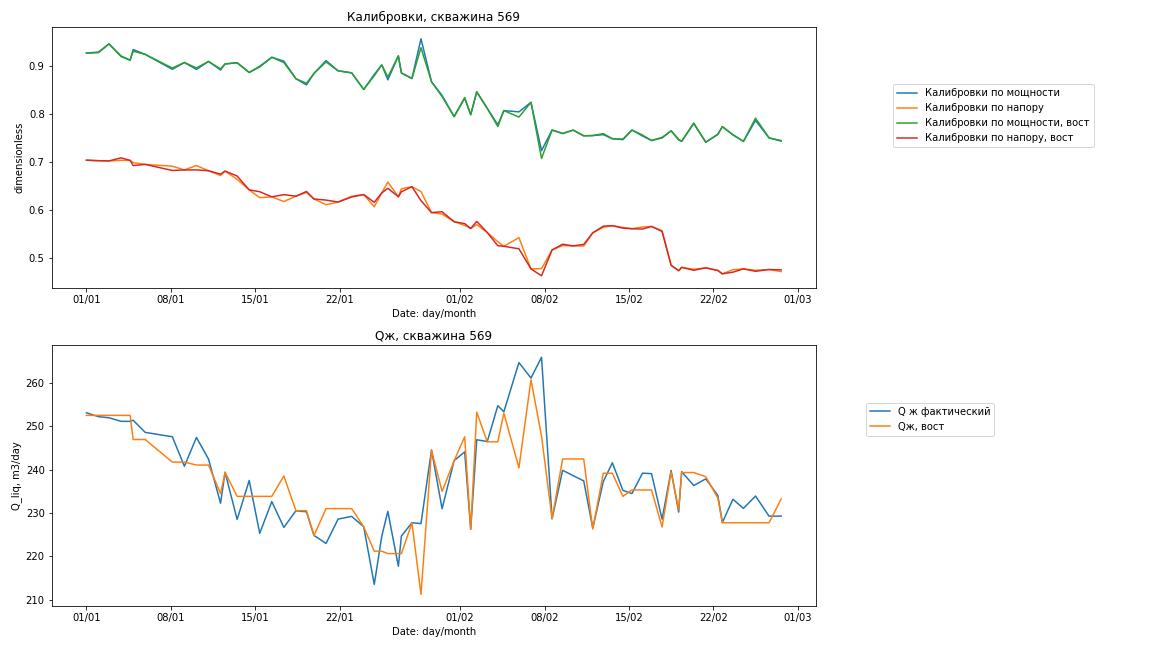 Калибровки, скважина 569
dimensionless
0.9
0.8
0.7
0.6
0.5
01/01 08/01 15/01 22/01 01/02 08/02 15/02 22/02 01/03
Date: day/month
Калибровки по мощности
Калибровки по напору
Калибровки по мощности, вост
Калибровки по напору, вост
Qж, скважина 569
Q_liq, m3/day
260
250
240
230
220
210
01/01 08/01 15/01 22/01 01/02 08/02 15/02 22/02 01/03
Date: day/month
Q ж фактический
Qж, вост